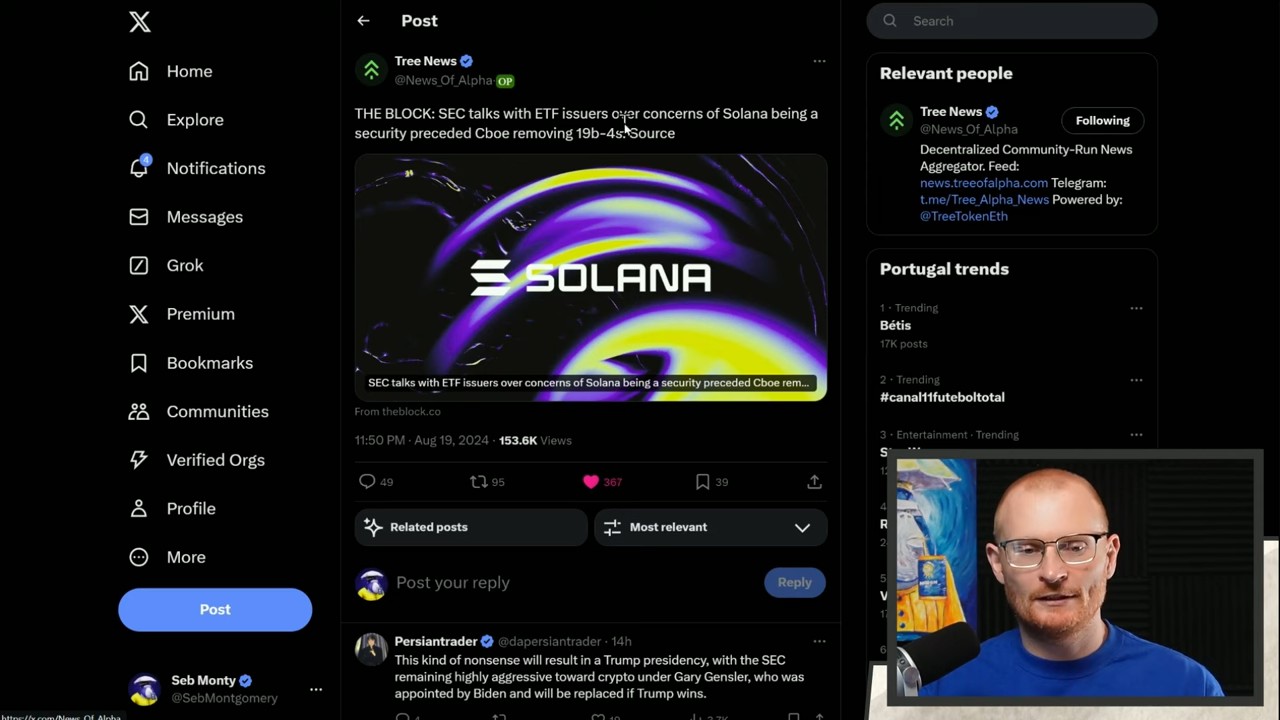 Post
Search
Tree News
@News_Of_Alpha
OP
THE BLOCK: SEC talks with ETF issuers over concerns of Solana being a
security preceded Cboe removing 19b-4s: Source
SOLANA
SEC talks with ETF issuers over concerns of Solana being a security preceded Cboe rem...
From theblock.co
11:50 PM · Aug 19, 2024 · 153.6K Views
49
95
367
39
Related posts
Most relevant
Post your reply
Reply
Persiantrader @dapersiantrader · 14h
This kind of nonsense will result in a Trump presidency, with the SEC
remaining highly aggressive toward crypto under Gary Gensler, who was
appointed by Biden and will be replaced if Trump wins.
Home
Explore
4
Notifications
Messages
Grok
Premium
Bookmarks
Communities
Verified Orgs
Profile
More
Post
Seb Monty
@SebMontgomery
https://x.com/News_Of_Alpha
Relevant people
Tree News
@News_Of_Alpha
Following
Decentralized Community-Run News
Aggregator. Feed:
news.treeofalpha.com Telegram:
t.me/Tree_Alpha_News Powered by:
@TreeTokenEth
Portugal trends
1 · Trending
Bétis
17K posts
2 · Trending
#canal11futeboltotal
3 · Entertainment · Trending